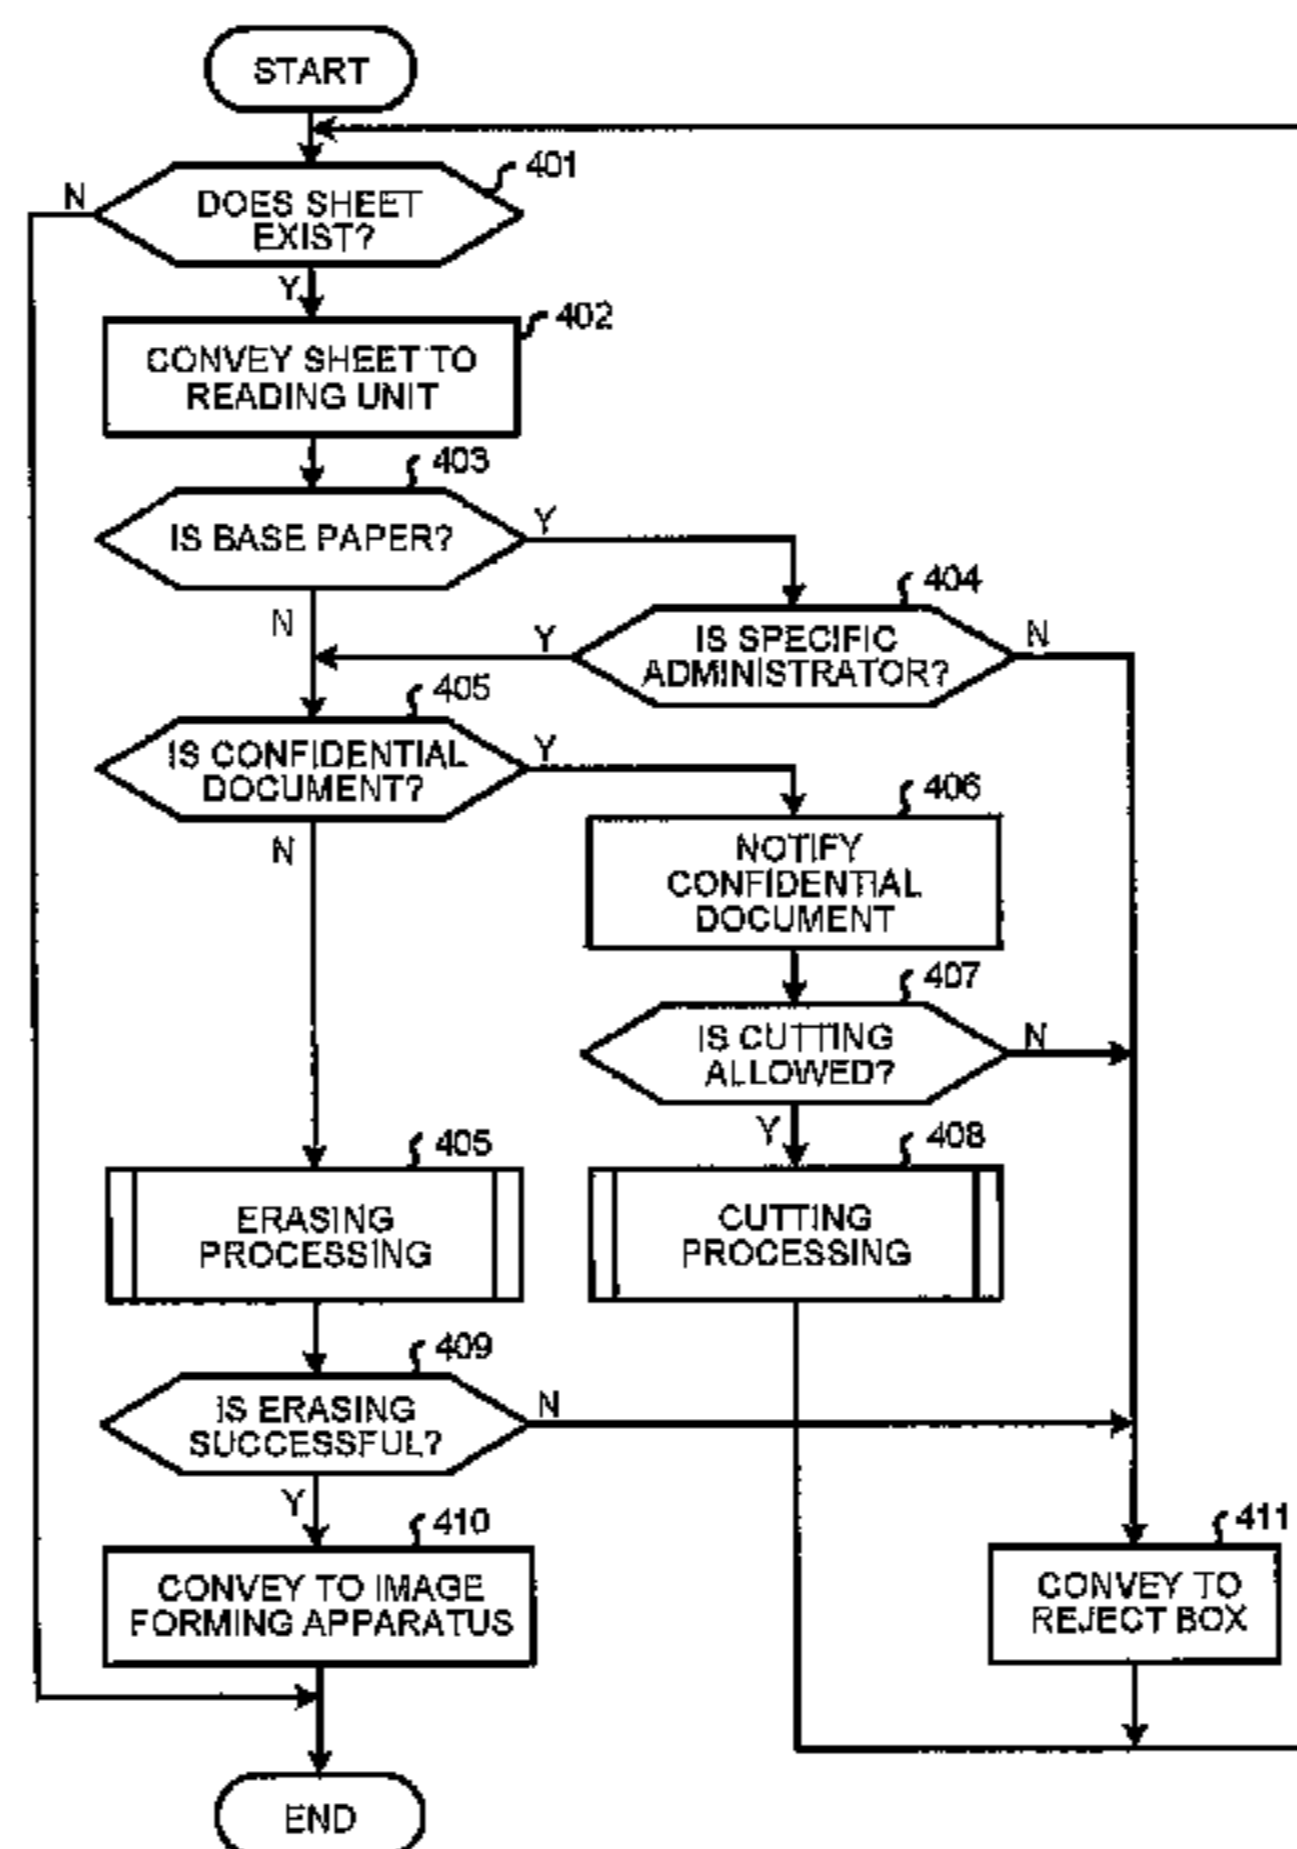 START
401
DOES SHEET
EXIST?
N
Y
402
CONVEY SHEET TO
READING UNIT
403
IS BASE PAPER?
Y
N
404
IS SPECIFIC
ADMINISTRATOR?
Y
N
405
IS CONFIDENTIAL
DOCUMENT?
Y
N
406
NOTIFY
CONFIDENTIAL
DOCUMENT
407
IS CUTTING
ALLOWED?
N
Y
405
ERASING
PROCESSING
408
CUTTING
PROCESSING
409
IS ERASING
SUCCESSFUL?
N
Y
410
CONVEY TO IMAGE
FORMING APPARATUS
411
CONVEY TO
REJECT BOX
END